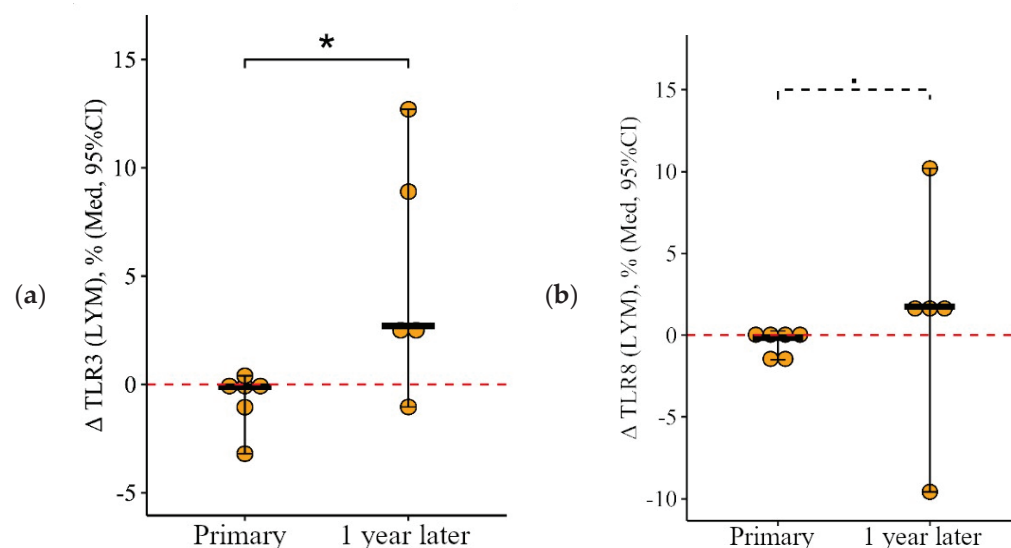 (a)
Δ TLR3 (LYM), % (Med, 95%CI)
15
10
5
0
-5
*
Primary
1 year later
(b)
Δ TLR8 (LYM), % (Med, 95%CI)
15
10
5
0
-5
-10
.
Primary
1 year later